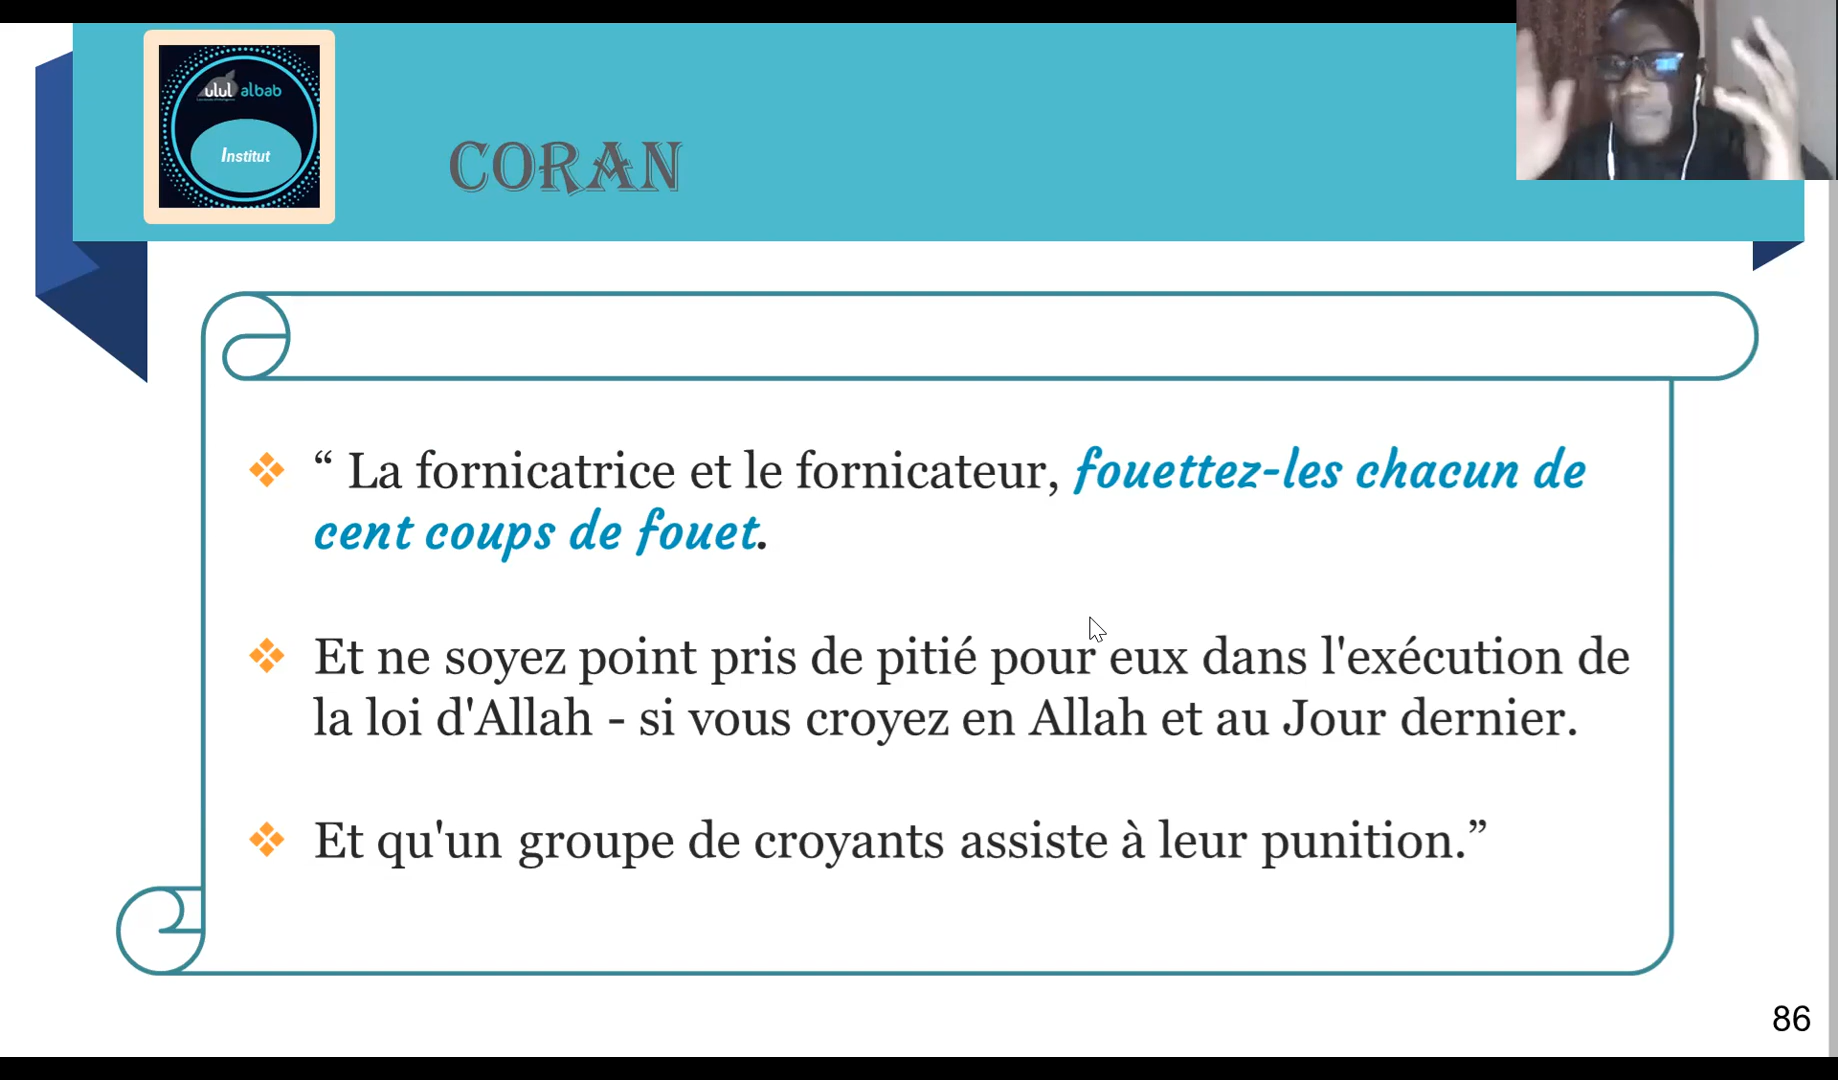 ulul albab
Institut
CORAN
“ La fornicatrice et le fornicateur, fouettez-les chacun de
cent coups de fouet.
Et ne soyez point pris de pitié pour eux dans l'exécution de
la loi d'Allah - si vous croyez en Allah et au Jour dernier.
Et qu'un groupe de croyants assiste à leur punition.”
86